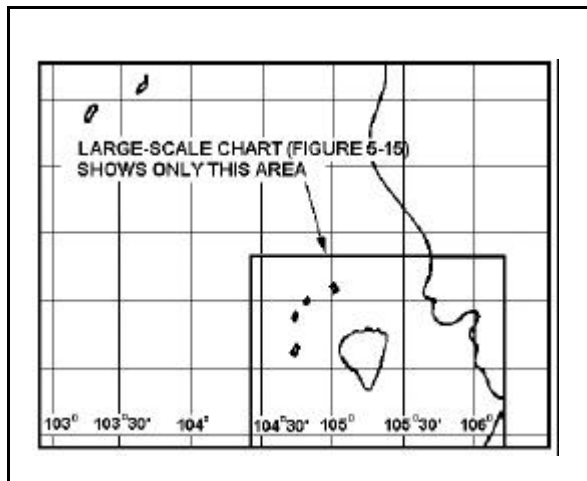 LARGE-SCALE CHART (FIGURE 5-15)
SHOWS ONLY THIS AREA
103° 103°30' 104° 104°30' 105° 105°30' 106°